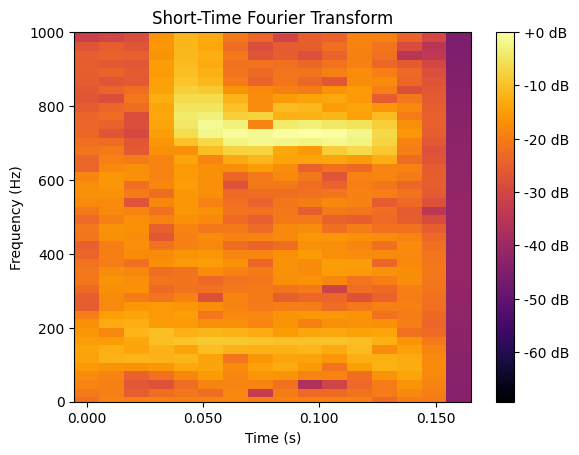 Short-Time Fourier Transform
1000
800
600
400
200
0
Frequency (Hz)
0.000
0.050
0.100
0.150
Time (s)
+0 dB
-10 dB
-20 dB
-30 dB
-40 dB
-50 dB
-60 dB